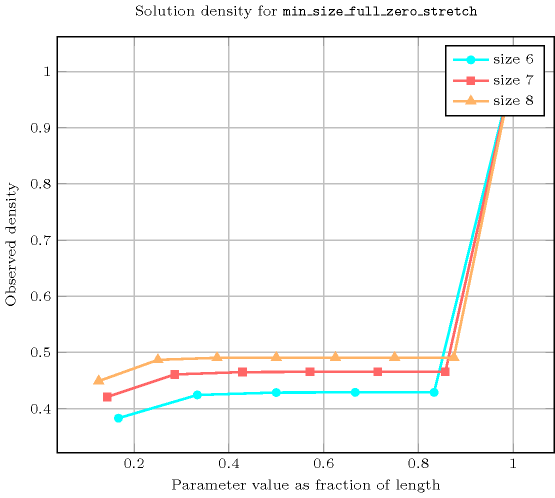 Solution density for min_size_full_zero_stretch
size 6
size 7
size 8
1
0.9
0.8
0.7
0.6
0.5
0.4
Observed density
0.2
0.4
0.6
0.8
1
Parameter value as fraction of length